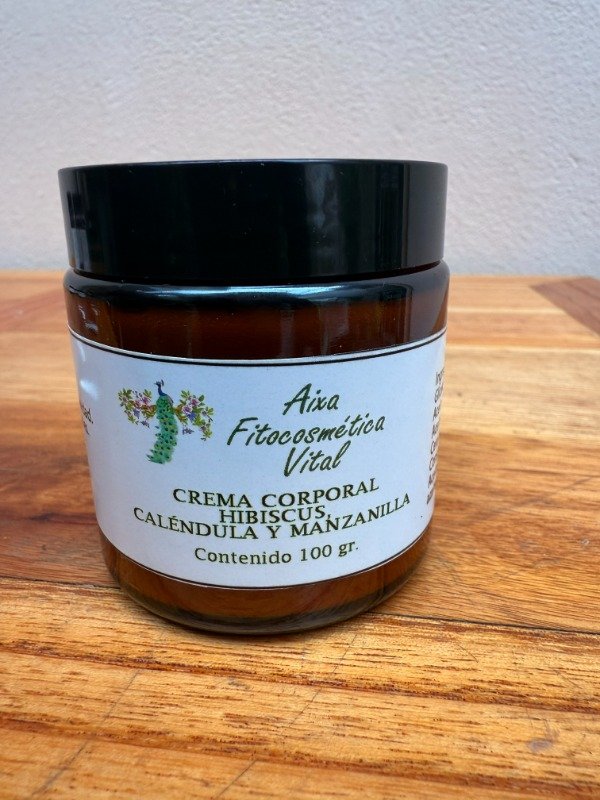 Aixa
Fitocosmética
Vital
CREMA CORPORAL
HIBISCUS,
CALÉNDULA Y MANZANILLA
Contenido 100 gr.